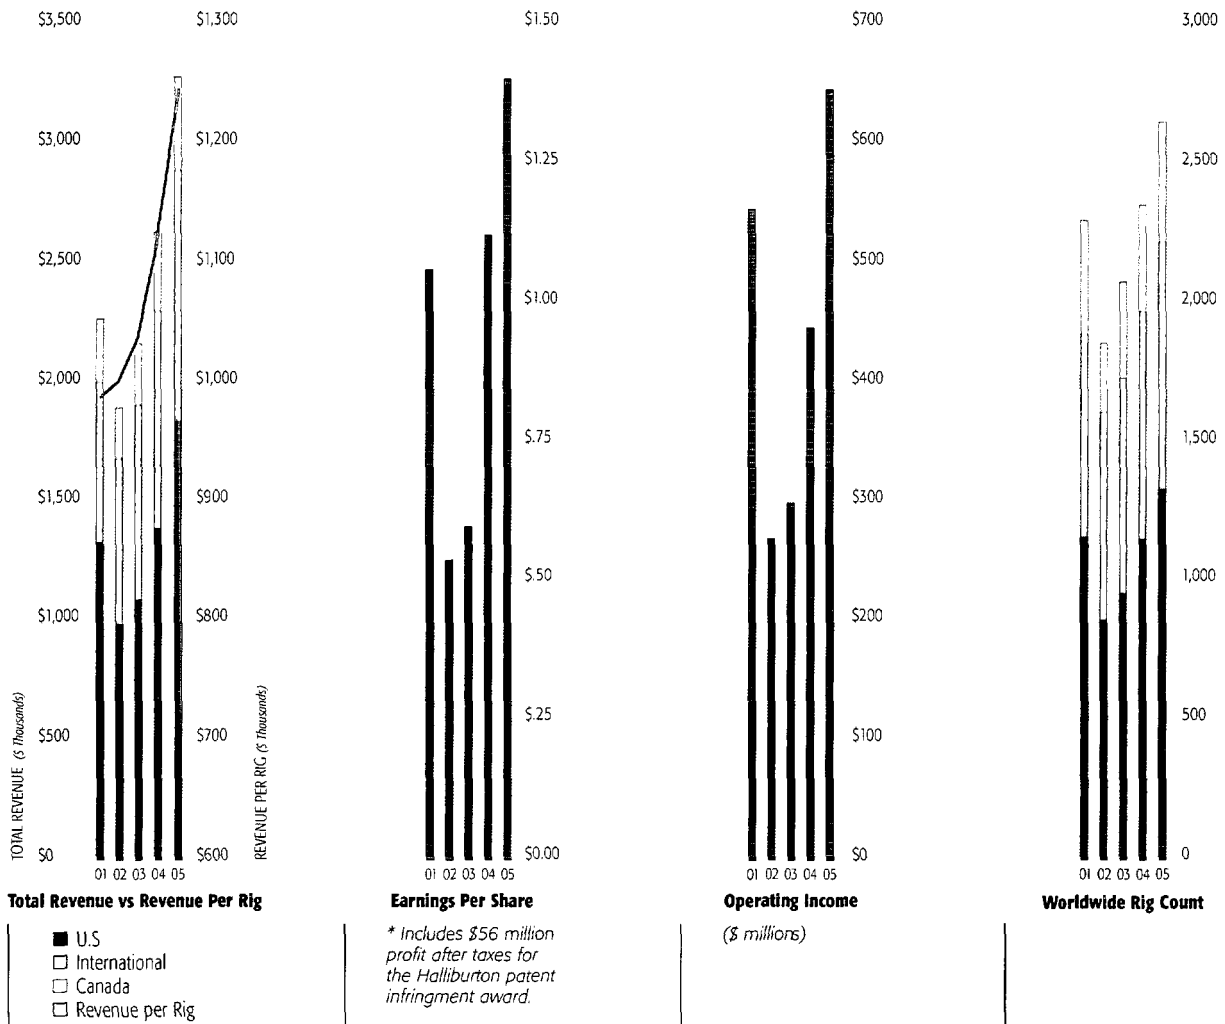 $3,500
$3,000
$2,500
$2,000
$1,500
$1,000
$500
$0
TOTAL REVENUE ($ Thousands)
$1,300
$1,200
$1,100
$1,000
$900
$800
$700
$600
REVENUE PER RIG ($ Thousands)
01 02 03 04 05
Total Revenue vs Revenue Per Rig
U.S
International
Canada
Revenue per Rig
$1.50
$1.25
$1.00
$.75
$.50
$.25
$0.00
01 02 03 04 05
Earnings Per Share
* Includes $56 million
profit after taxes for
the Halliburton patent
infringment award.
$700
$600
$500
$400
$300
$200
$100
$0
01 02 03 04 05
Operating Income
($ millions)
3,000
2,500
2,000
1,500
1,000
500
0
01 02 03 04 05
Worldwide Rig Count